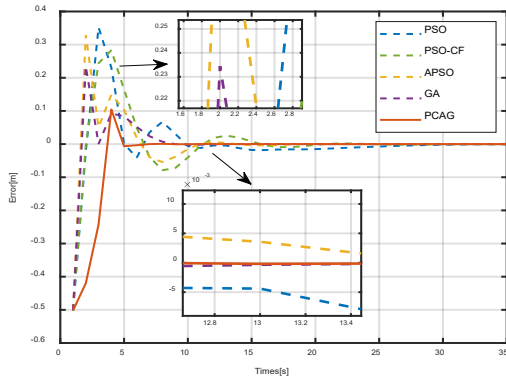 0.4
0.3
0.2
0.1
0
-0.1
-0.2
-0.3
-0.4
-0.5
-0.6
Error[m]
0 5 10 15 20 25 30 35
Times[s]
0.25
0.24
0.23
0.22
1.6 1.8 2 2.2 2.4 2.6 2.8
PSO
PSO-CF
APSO
GA
PCAG
× 10 -3
10
5
0
-5
12.8 13 13.2 13.4